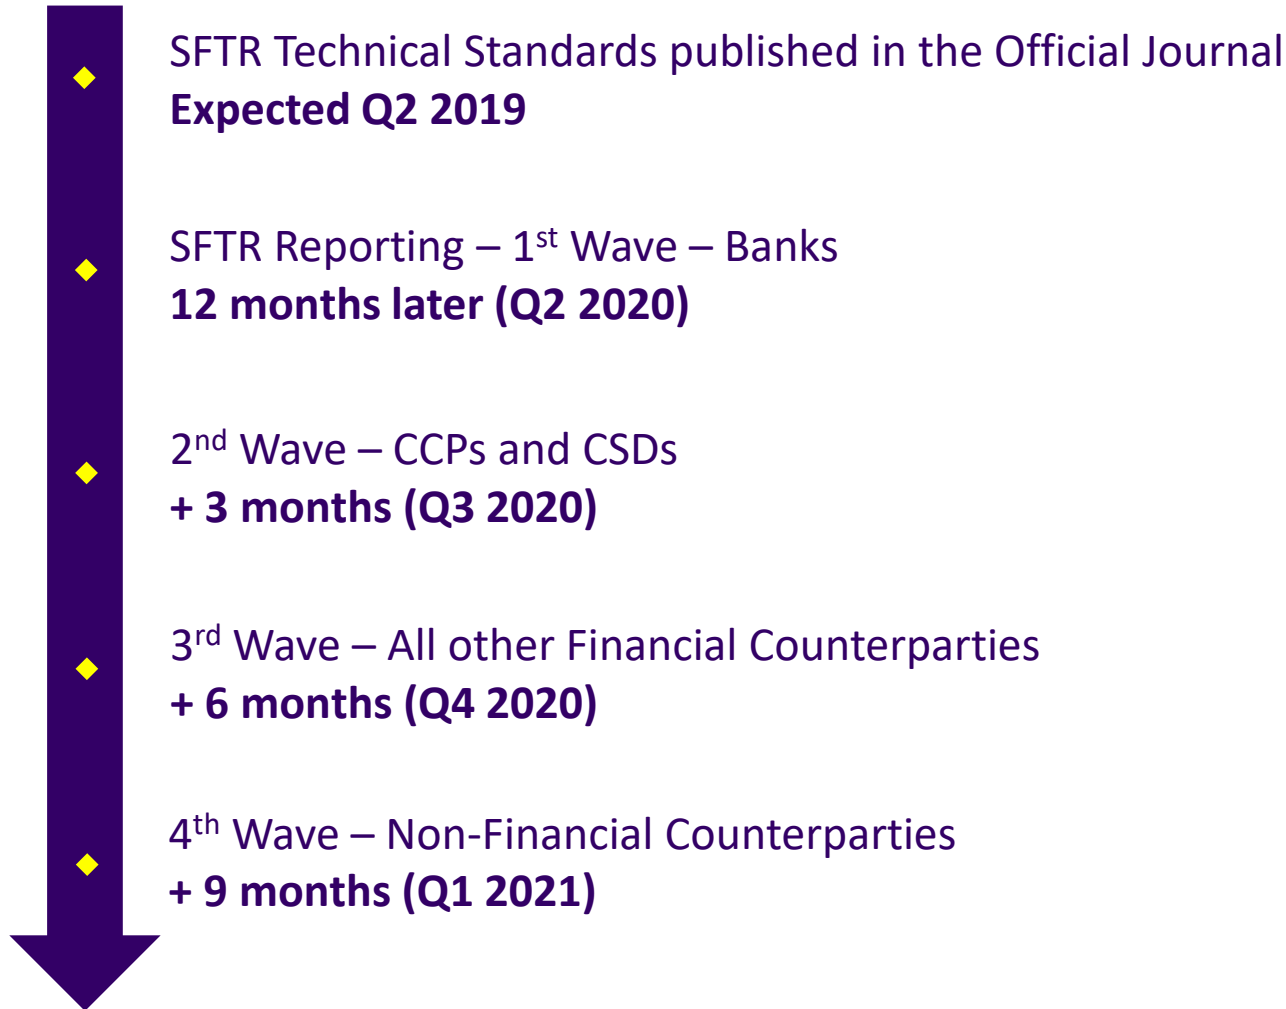 SFTR Technical Standards published in the Official Journal
Expected Q2 2019
SFTR Reporting – 1st Wave – Banks
12 months later (Q2 2020)
2nd Wave – CCPs and CSDs
+ 3 months (Q3 2020)
3rd Wave – All other Financial Counterparties
+ 6 months (Q4 2020)
4th Wave – Non-Financial Counterparties
+ 9 months (Q1 2021)